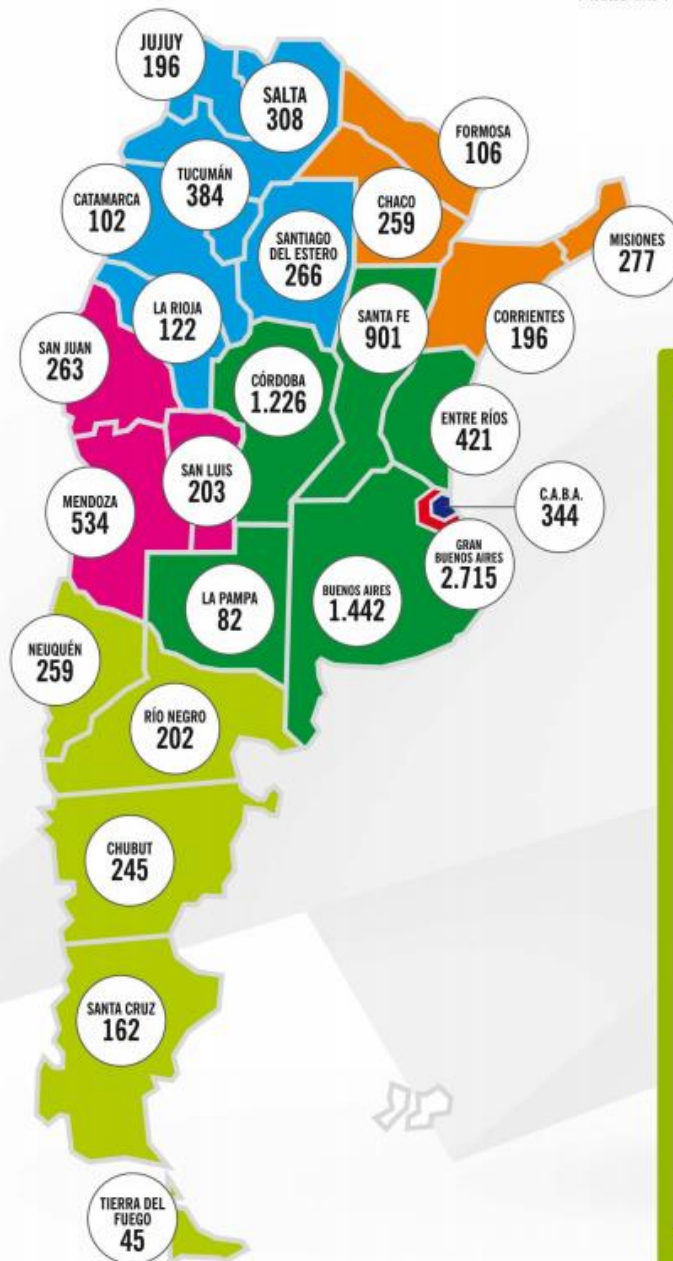 JUJUY
196
SALTA
308
FORMOSA
106
TUCUMÁN
384
CATAMARCA
102
CHACO
259
MISIONES
277
SANTIAGO
DEL ESTERO
266
LA RIOJA
122
SANTA FE
901
CORRIENTES
196
SAN JUAN
263
CÓRDOBA
1.226
ENTRE RÍOS
421
SAN LUIS
203
MENDOZA
534
C.A.B.A.
344
GRAN
BUENOS AIRES
2.715
BUENOS AIRES
1.442
LA PAMPA
82
NEUQUÉN
259
RÍO NEGRO
202
CHUBUT
245
SANTA CRUZ
162
TIERRA DEL
FUEGO
45